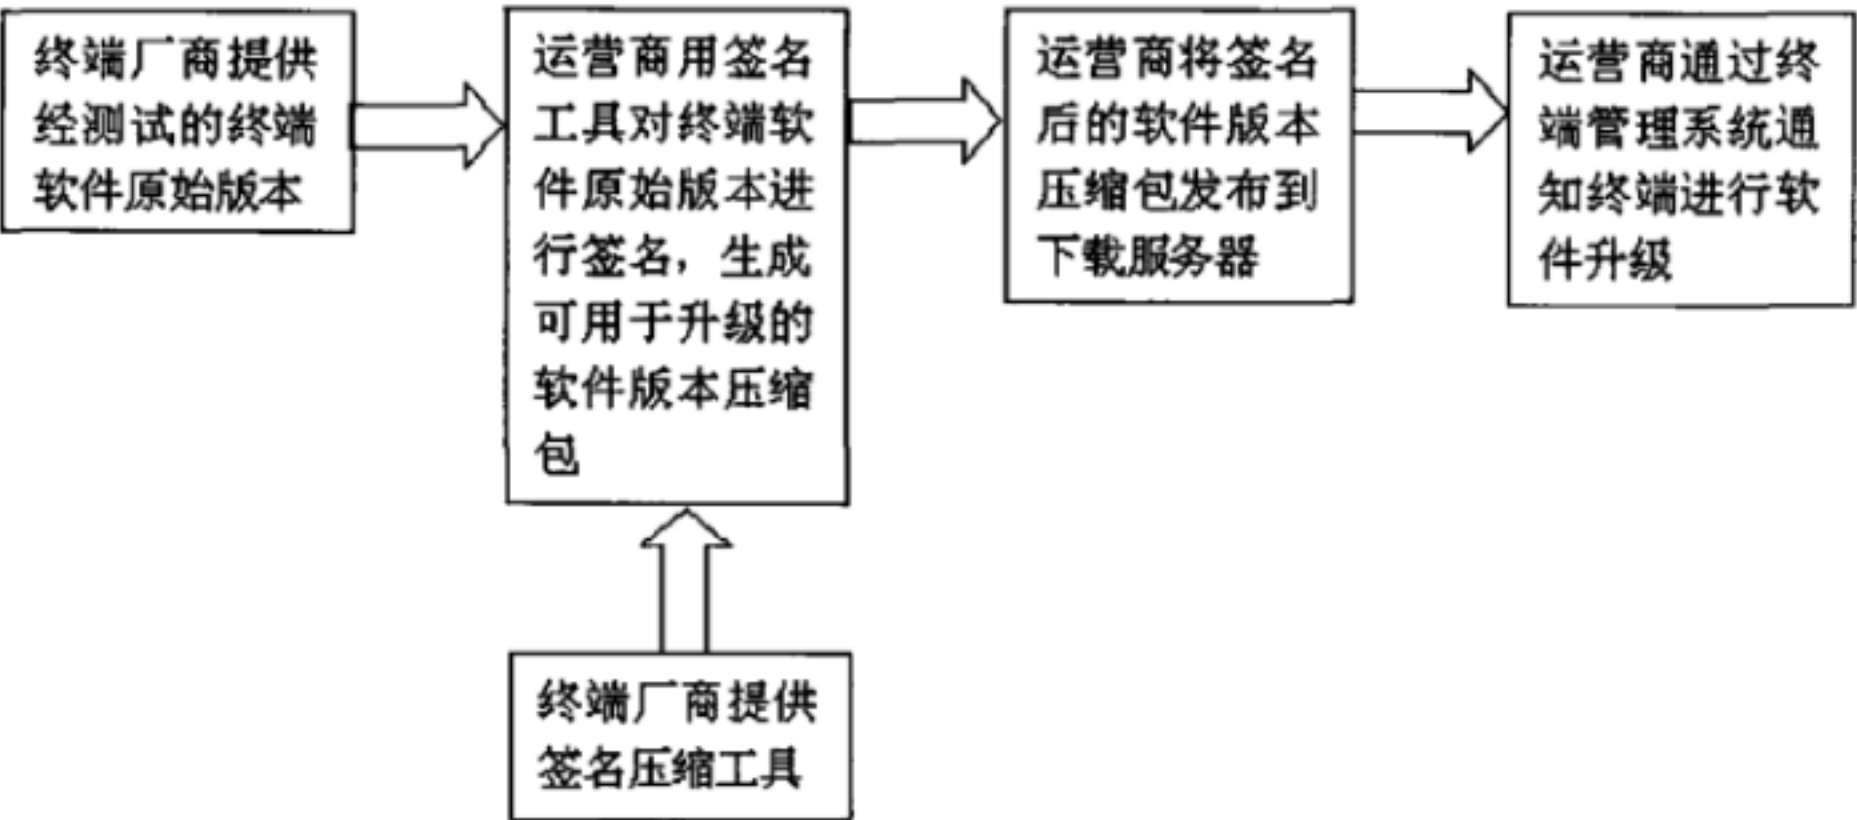 终端厂商提供
经测试的终端
软件原始版本
运营商用签名
工具对终端软
件原始版本进
行签名，生成
可用于升级的
软件版本压缩
包
运营商将签名
后的软件版本
压缩包发布到
下载服务器
运营商通过终
端管理系统通
知终端进行软
件升级
终端厂商提供
签名压缩工具